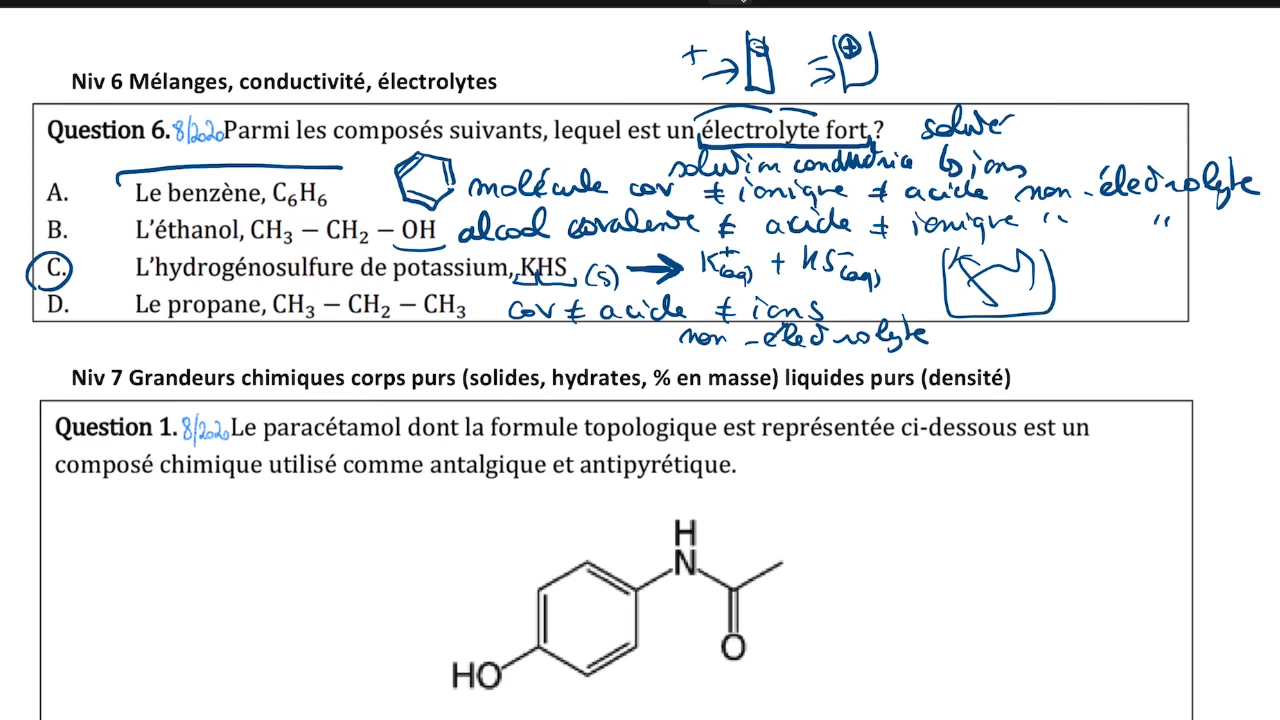 + −
− +
Niv 6 Mélanges, conductivité, électrolytes
Question 6. 8/2020 Parmi les composés suivants, lequel est un électrolyte fort ?
solution conductrice ↳ ions
A. Le benzène, C₆H₆ molécule cov ≠ ionique ≠ acide non-électrolyte
B. L’éthanol, CH₃ − CH₂ − OH alcool covalente ≠ acide ≠ ionique " "
C. L’hydrogénosulfure de potassium, KHS (s) → K⁺(aq) + HS⁻(aq)
D. Le propane, CH₃ − CH₂ − CH₃ cov ≠ acide ≠ ions
non-électrolyte
Niv 7 Grandeurs chimiques corps purs (solides, hydrates, % en masse) liquides purs (densité)
Question 1. 8/2020 Le paracétamol dont la formule topologique est représentée ci-dessous est un
composé chimique utilisé comme antalgique et antipyrétique.
H
N
O
HO